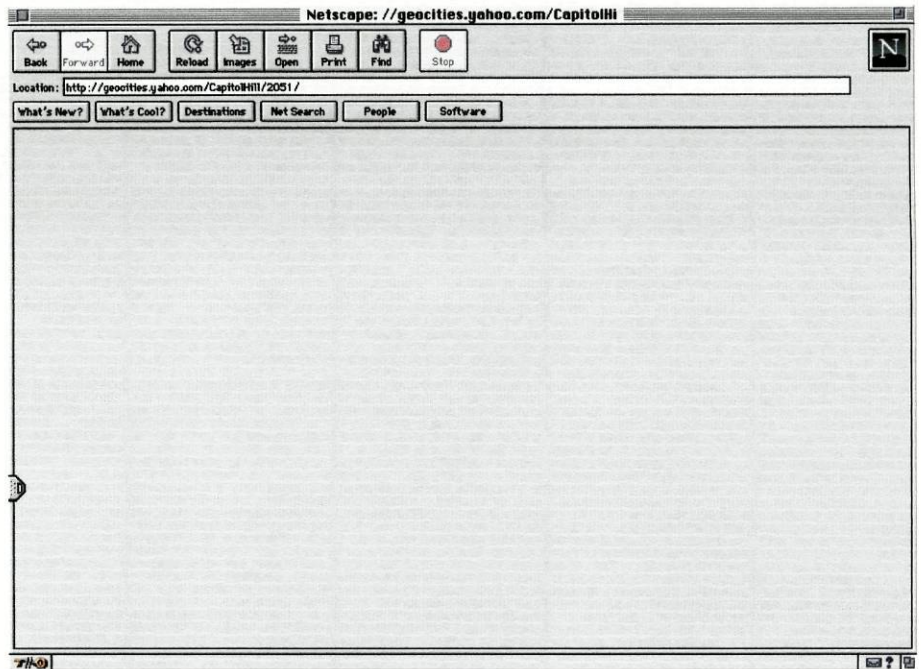 Netscape: //geocities.yahoo.com/CapitolHi
Back Forward Home Reload Images Open Print Find Stop N
Location: http://geocities.yahoo.com/CapitolHill/2051/
What's New? What's Cool? Destinations Net Search People Software
?